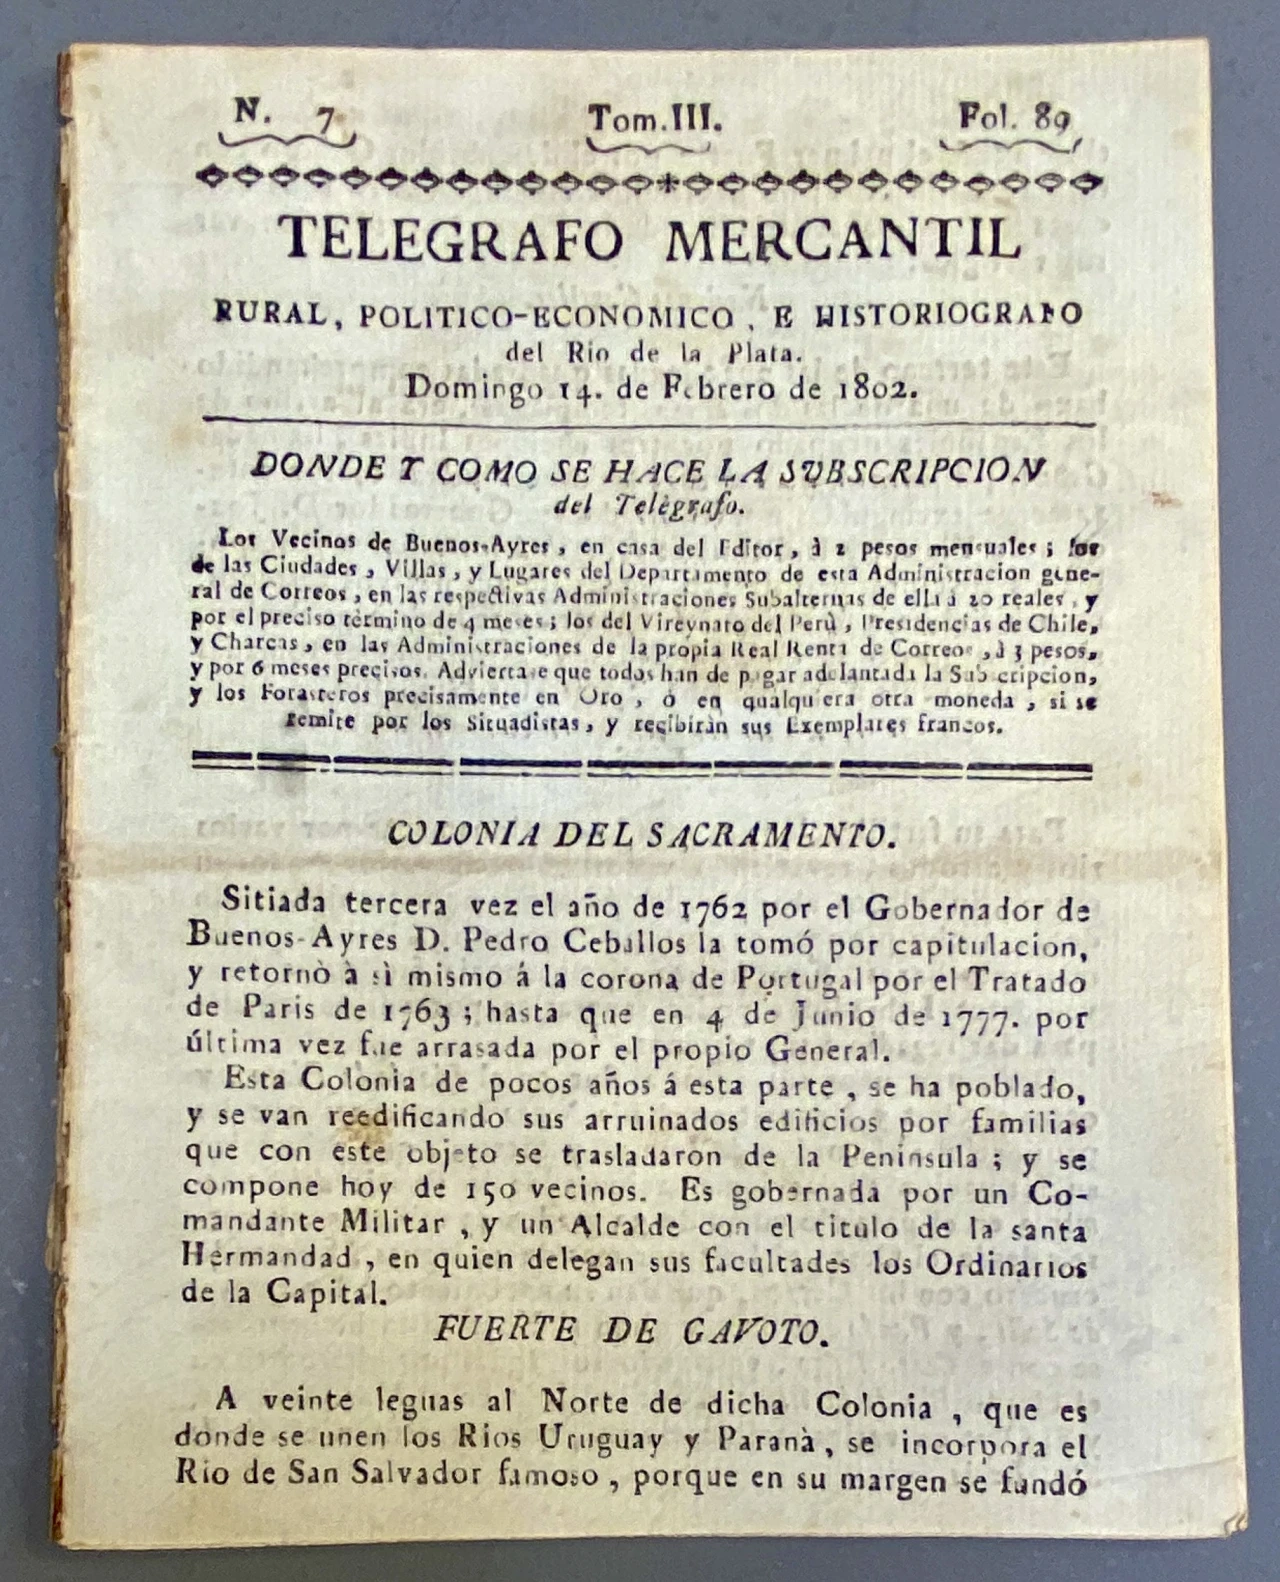 N. 7 Tom.III. Fol. 89
TELEGRAFO MERCANTIL
RURAL, POLITICO-ECONOMICO, E HISTORIOGRAFO
del Rio de la Plata.
Domingo 14. de Febrero de 1802.
DONDE Y COMO SE HACE LA SUBSCRIPCION
del Telègrafo.
Los Vecinos de Buenos-Ayres, en casa del Editor, à 2 pesos mensuales; los
de las Ciudades, Villas, y Lugares del Departamento de esta Administracion gene-
ral de Correos, en las respectivas Administraciones Subalternas de ella à 20 reales, y
por el preciso término de 4 meses; los del Vireynato del Perù, Presidencias de Chile,
y Charcas, en las Administraciones de la propia Real Renta de Correos, à 3 pesos,
y por 6 meses precisos. Adviertase que todos han de pagar adelantada la Subscripcion,
y los Forasteros precisamente en Oro, ò en qualquiera otra moneda, si se
remite por los Situadistas, y recibiràn sus Exemplares francos.
COLONIA DEL SACRAMENTO.
Sitiada tercera vez el año de 1762 por el Gobernador de
Buenos-Ayres D. Pedro Ceballos la tomó por capitulacion,
y retornò à sì mismo á la corona de Portugal por el Tratado
de Paris de 1763; hasta que en 4 de Junio de 1777. por
última vez fue arrasada por el propio General.
Esta Colonia de pocos años á esta parte, se ha poblado,
y se van reedificando sus arruinados edificios por familias
que con este objeto se trasladaron de la Peninsula; y se
compone hoy de 150 vecinos. Es gobernada por un Co-
mandante Militar, y un Alcalde con el titulo de la santa
Hermandad, en quien delegan sus facultades los Ordinarios
de la Capital.
FUERTE DE GAVOTO.
A veinte leguas al Norte de dicha Colonia, que es
donde se unen los Rios Uruguay y Paranà, se incorpora el
Rio de San Salvador famoso, porque en su margen se fundó